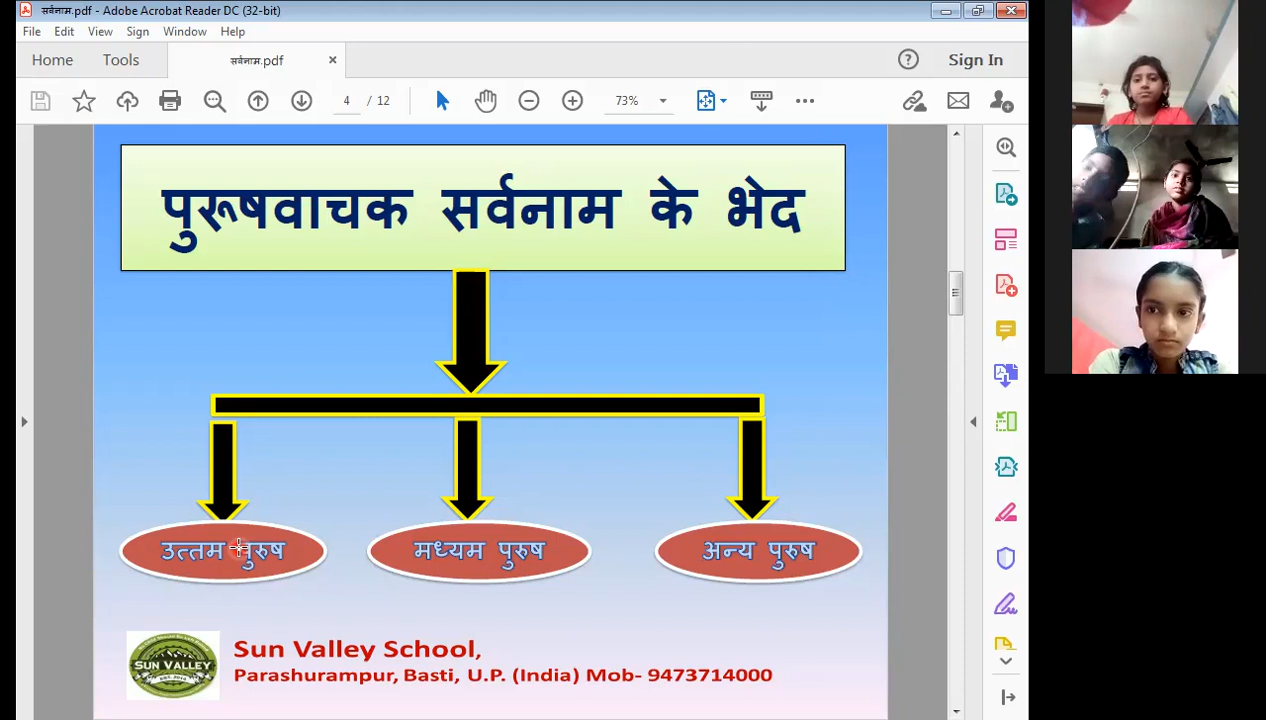 सर्वनाम.pdf - Adobe Acrobat Reader DC (32-bit)
File Edit View Sign Window Help
Home Tools सर्वनाम.pdf × Sign In
4 / 12 73%
पुरूषवाचक सर्वनाम के भेद
उत्तम पुरुष मध्यम पुरुष अन्य पुरुष
SUN VALLEY
Sun Valley School,
Parashurampur, Basti, U.P. (India) Mob- 9473714000